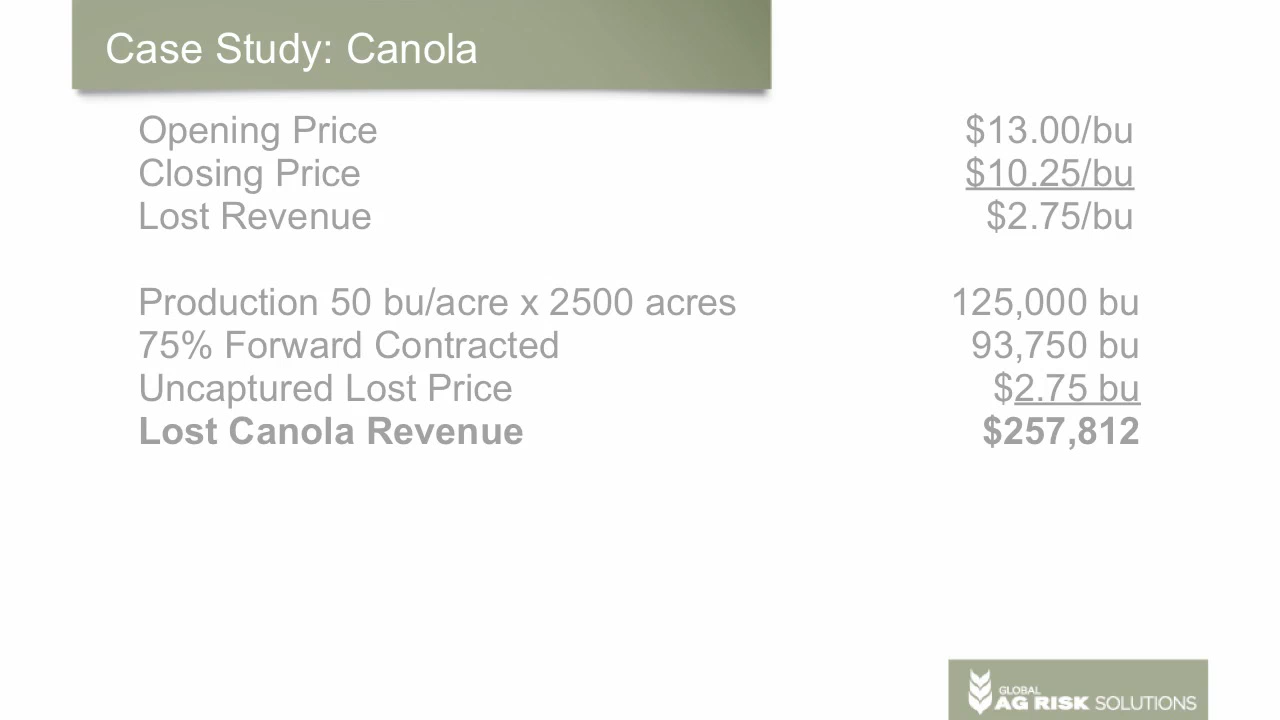 Case Study: Canola
Opening Price $13.00/bu
Closing Price $10.25/bu
Lost Revenue $2.75/bu
Production 50 bu/acre x 2500 acres 125,000 bu
75% Forward Contracted 93,750 bu
Uncaptured Lost Price $2.75 bu
Lost Canola Revenue $257,812
GLOBAL
AG RISK SOLUTIONS